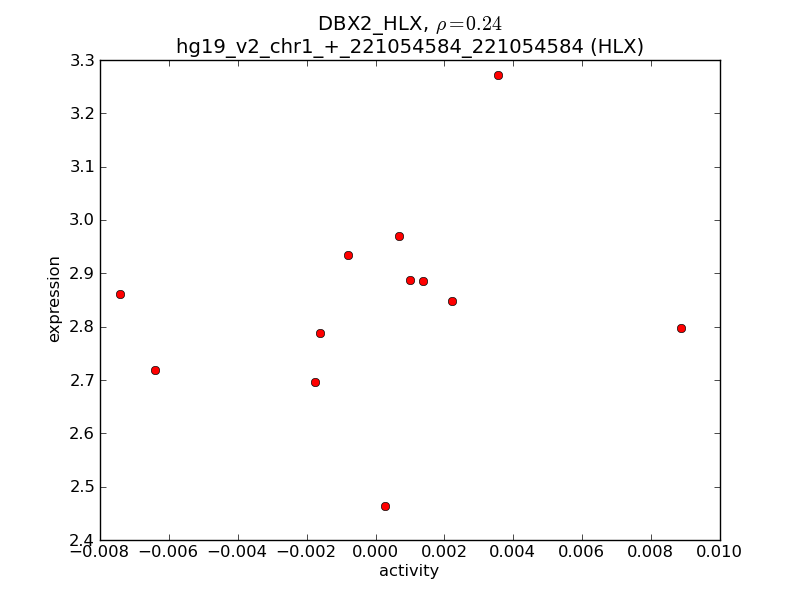 DBX2_HLX, ρ=0.24
hg19_v2_chr1_+_221054584_221054584 (HLX)
3.3
3.2
3.1
3.0
2.9
2.8
2.7
2.6
2.5
2.4
expression
−0.008 −0.006 −0.004 −0.002 0.000 0.002 0.004 0.006 0.008 0.010
activity